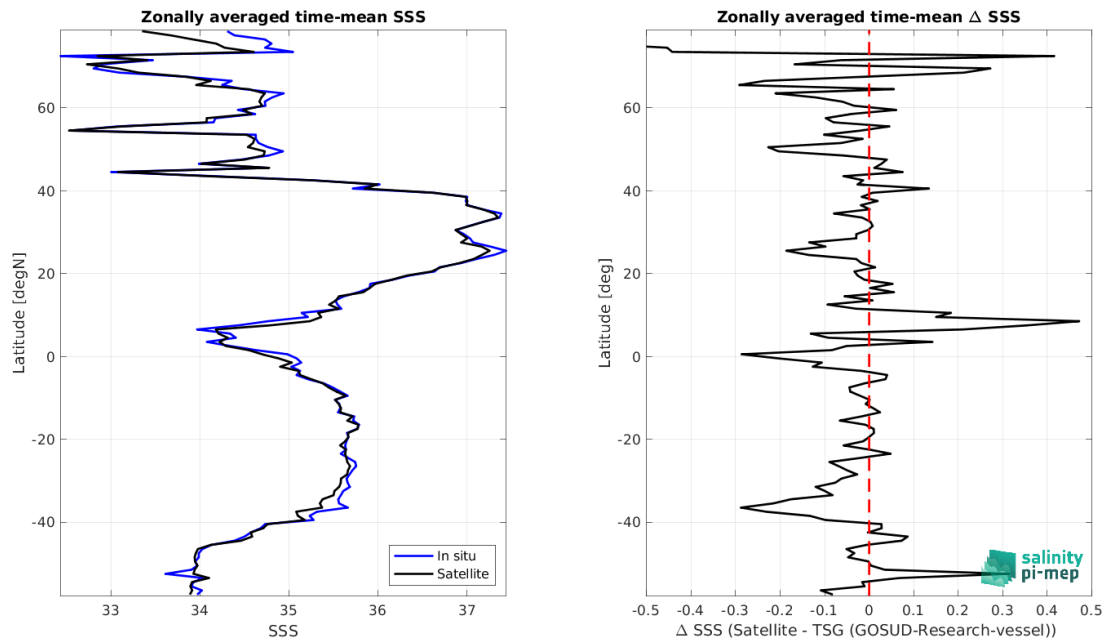 Zonally averaged time-mean SSS
Latitude [degN]
60
40
20
0
-20
-40
33
34
35
36
37
SSS
In situ
Satellite
Zonally averaged time-mean Δ SSS
Latitude [deg]
60
40
20
0
-20
-40
-0.5
-0.4
-0.3
-0.2
-0.1
0
0.1
0.2
0.3
0.4
0.5
Δ SSS (Satellite - TSG (GOSUD-Research-vessel))
salinity
pi-mep